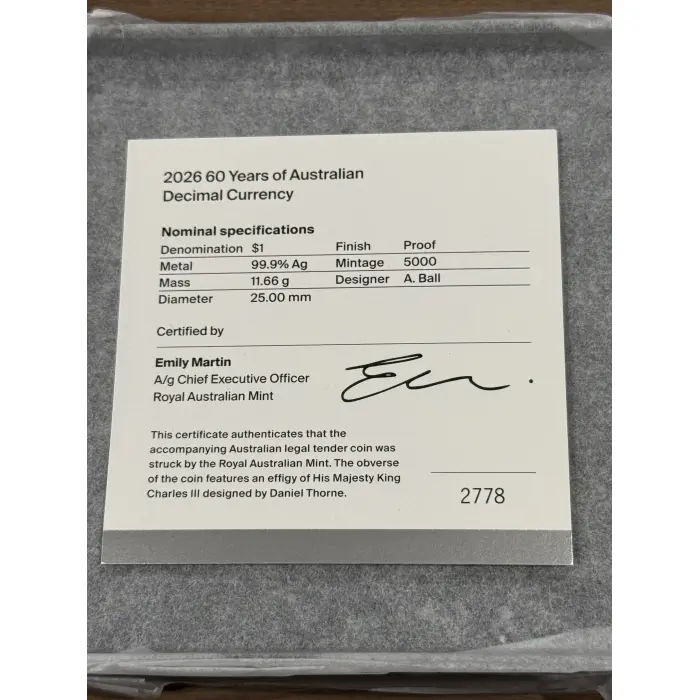 2026 60 Years of Australian
Decimal Currency
Nominal specifications
Denomination $1 Finish Proof
Metal 99.9% Ag Mintage 5000
Mass 11.66 g Designer A. Ball
Diameter 25.00 mm
Certified by
Emily Martin
A/g Chief Executive Officer
Royal Australian Mint
This certificate authenticates that the
accompanying Australian legal tender coin was
struck by the Royal Australian Mint. The obverse
of the coin features an effigy of His Majesty King
Charles III designed by Daniel Thorne.
2778